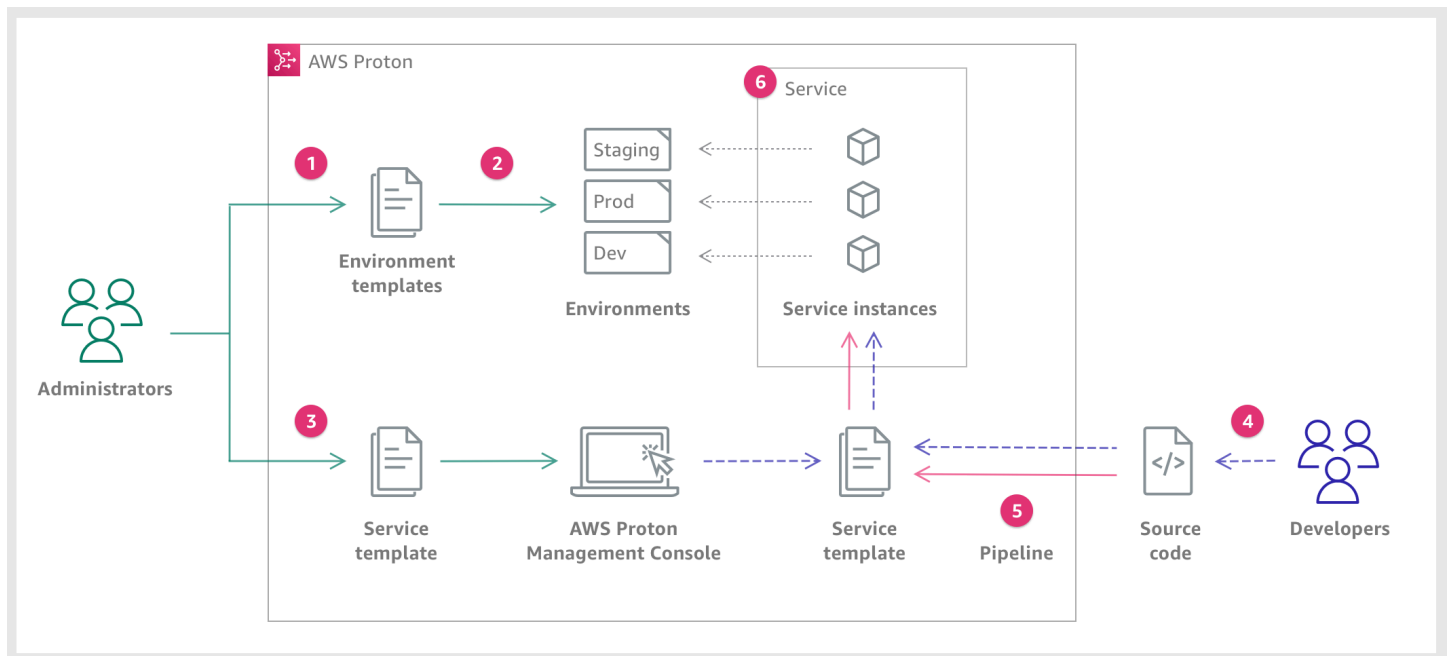 AWS Proton
6
Service
1
2
Staging
Prod
Dev
Environment
templates
Environments
Service instances
Administrators
3
4
</>
5
Service
template
AWS Proton
Management Console
Service
template
Pipeline
Source
code
Developers